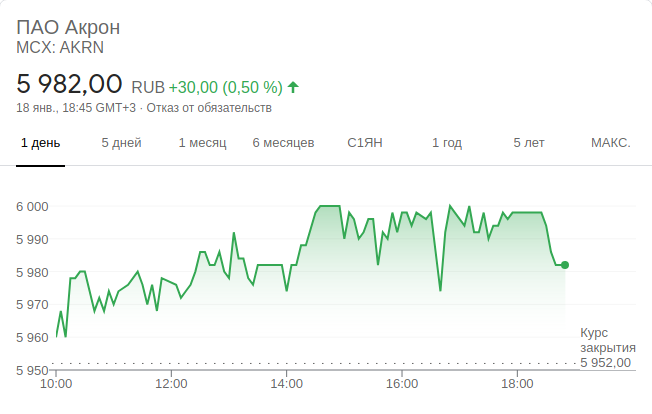 ПАО Акрон
MCX: AKRN
5 982,00 RUB +30,00 (0,50 %)
18 янв., 18:45 GMT+3 · Отказ от обязательств
1 день 5 дней 1 месяц 6 месяцев С1ЯН 1 год 5 лет МАКС.
6 000
5 990
5 980
5 970
5 960
Курс
закрытия
5 952,00
5 950
10:00 12:00 14:00 16:00 18:00